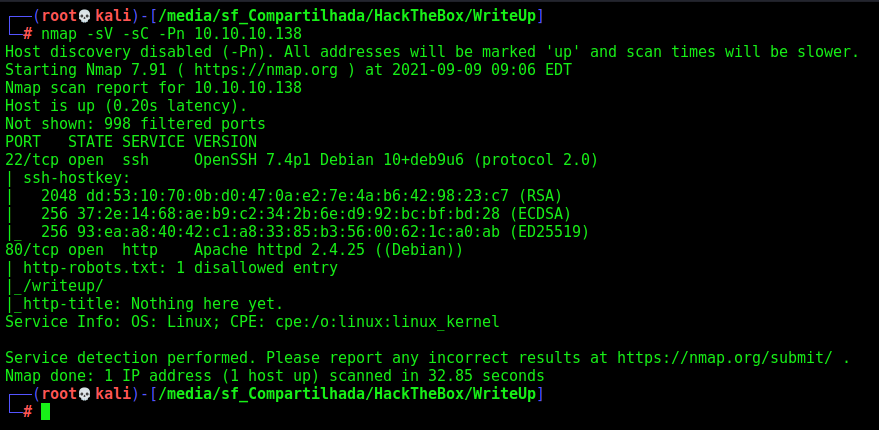 ┌──(root💀kali)-[/media/sf_Compartilhada/HackTheBox/WriteUp]
└─# nmap -sV -sC -Pn 10.10.10.138
Host discovery disabled (-Pn). All addresses will be marked 'up' and scan times will be slower.
Starting Nmap 7.91 ( https://nmap.org ) at 2021-09-09 09:06 EDT
Nmap scan report for 10.10.10.138
Host is up (0.20s latency).
Not shown: 998 filtered ports
PORT   STATE SERVICE VERSION
22/tcp open  ssh     OpenSSH 7.4p1 Debian 10+deb9u6 (protocol 2.0)
| ssh-hostkey:
|   2048 dd:53:10:70:0b:d0:47:0a:e2:7e:4a:b6:42:98:23:c7 (RSA)
|   256 37:2e:14:68:ae:b9:c2:34:2b:6e:d9:92:bc:bf:bd:28 (ECDSA)
|_  256 93:ea:a8:40:42:c1:a8:33:85:b3:56:00:62:1c:a0:ab (ED25519)
80/tcp open  http    Apache httpd 2.4.25 ((Debian))
| http-robots.txt: 1 disallowed entry
|_/writeup/
|_http-title: Nothing here yet.
Service Info: OS: Linux; CPE: cpe:/o:linux:linux_kernel

Service detection performed. Please report any incorrect results at https://nmap.org/submit/ .
Nmap done: 1 IP address (1 host up) scanned in 32.85 seconds
┌──(root💀kali)-[/media/sf_Compartilhada/HackTheBox/WriteUp]
└─#